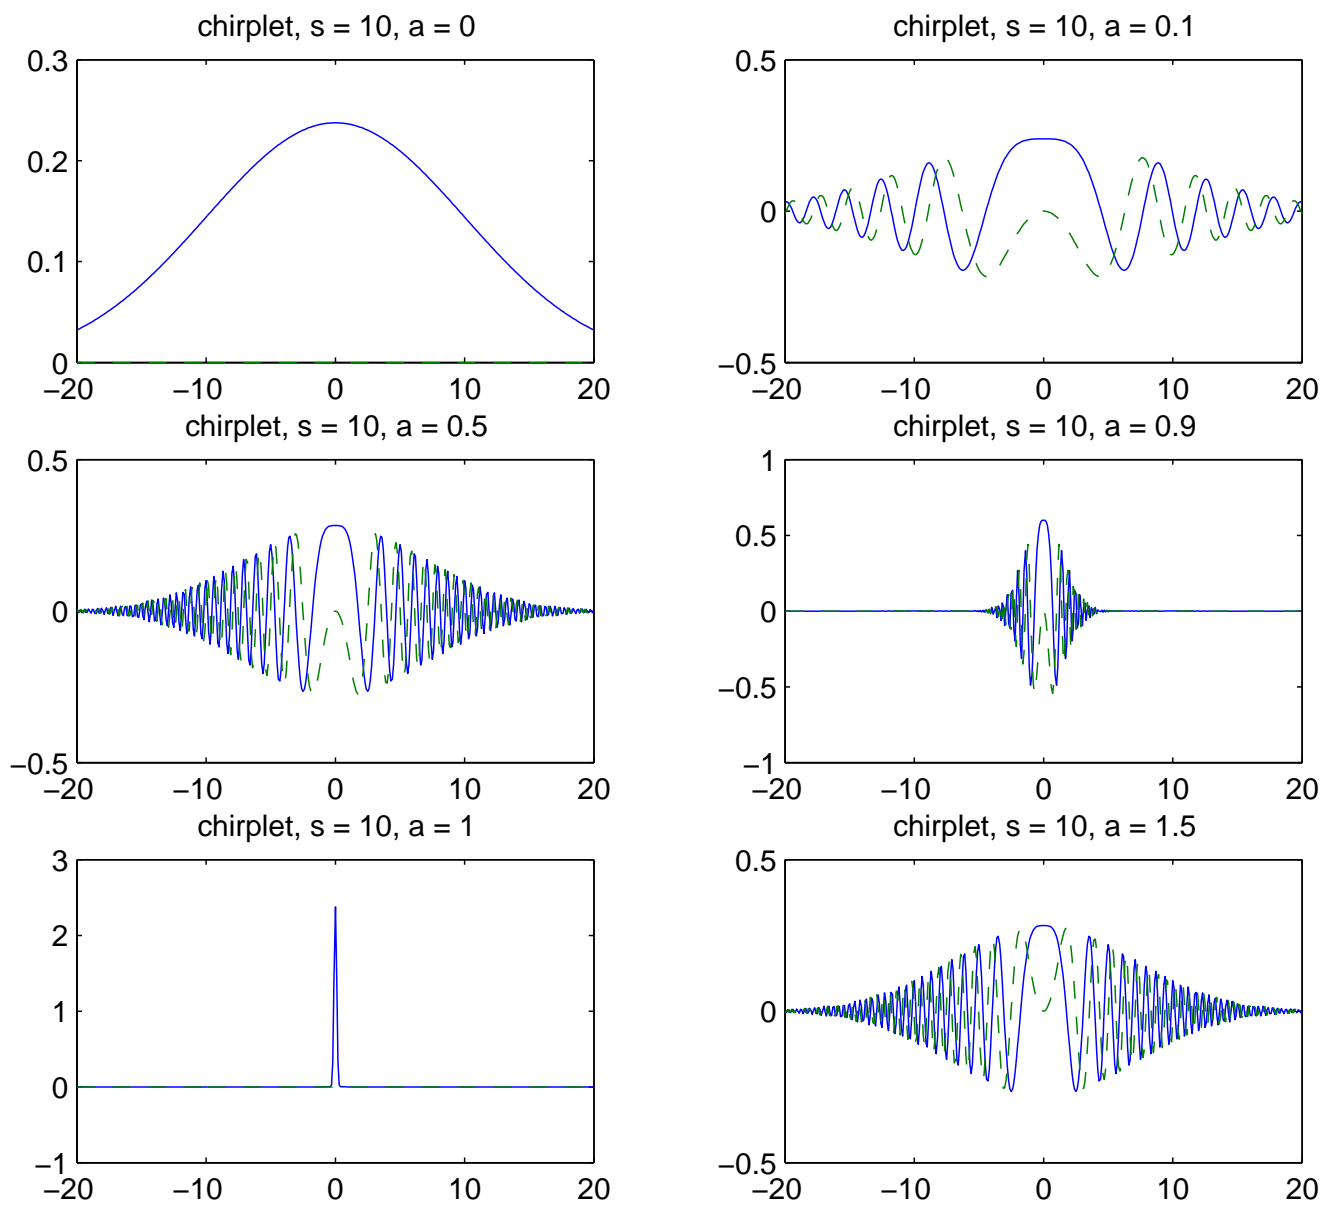 chirplet, s = 10, a = 0
0.3
0.2
0.1
0
−20 −10 0 10 20
chirplet, s = 10, a = 0.1
0.5
0
−0.5
−20 −10 0 10 20
chirplet, s = 10, a = 0.5
0.5
0
−0.5
−20 −10 0 10 20
chirplet, s = 10, a = 0.9
1
0.5
0
−0.5
−1
−20 −10 0 10 20
chirplet, s = 10, a = 1
3
2
1
0
−1
−20 −10 0 10 20
chirplet, s = 10, a = 1.5
0.5
0
−0.5
−20 −10 0 10 20